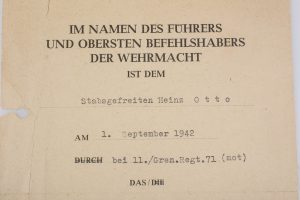 IM NAMEN DES FÜHRERS
UND OBERSTEN BEFEHLSHABERS
DER WEHRMACHT
IST DEM
Stabsgefreiten Heinz O t t o
AM 1. September 1942
DURCH bei 11./Gren.Regt.71 (mot)
DAS/DIE